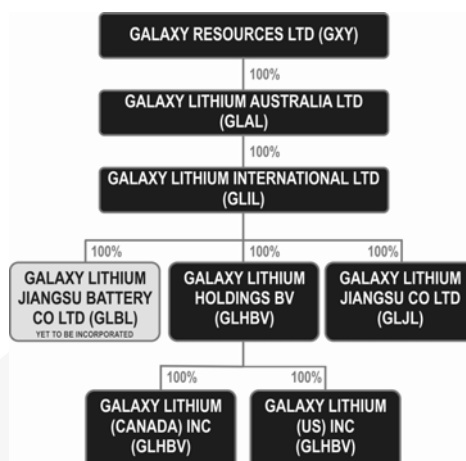 GALAXY RESOURCES LTD (GXY)
100%
GALAXY LITHIUM AUSTRALIA LTD
(GLAL)
100%
GALAXY LITHIUM INTERNATIONAL LTD
(GLIL)
100%
100%
100%
GALAXY LITHIUM
JIANGSU BATTERY
CO LTD (GLBL)
YET TO BE INCORPORATED
GALAXY LITHIUM
HOLDINGS BV
(GLHBV)
GALAXY LITHIUM
JIANGSU CO LTD
(GLJL)
100%
100%
GALAXY LITHIUM
(CANADA) INC
(GLHBV)
GALAXY LITHIUM
(US) INC
(GLHBV)